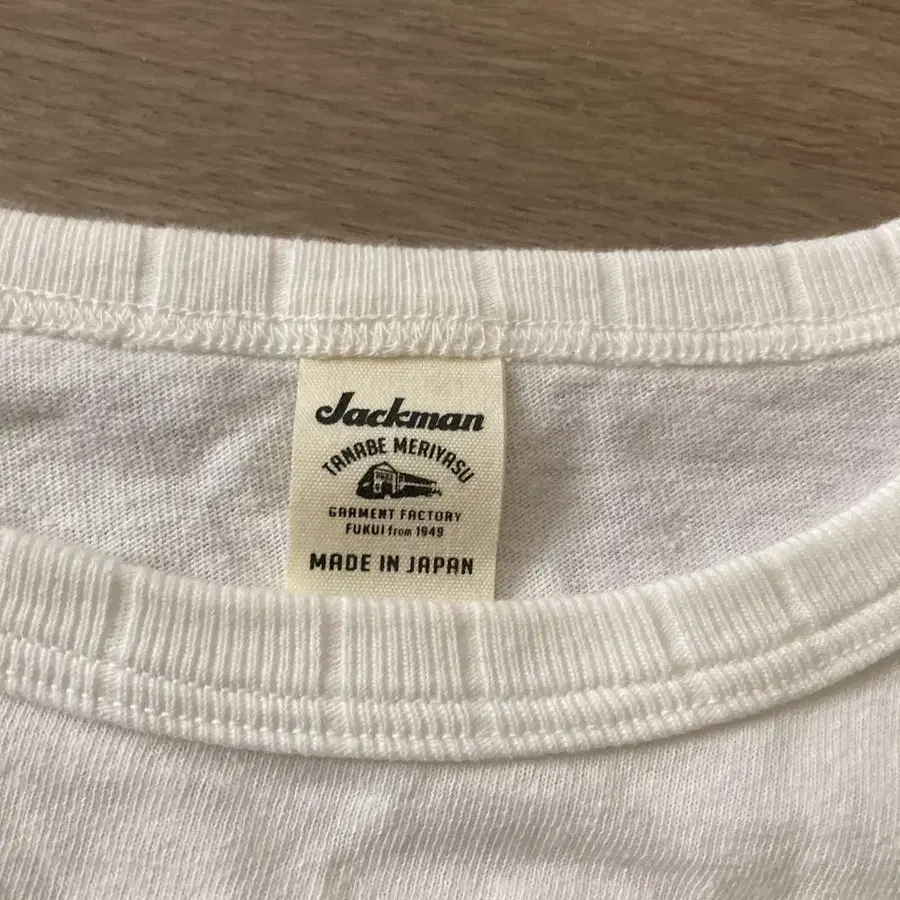 Jackman
TANABE MERIYASU
GARMENT FACTORY
FUKUI from 1949
MADE IN JAPAN